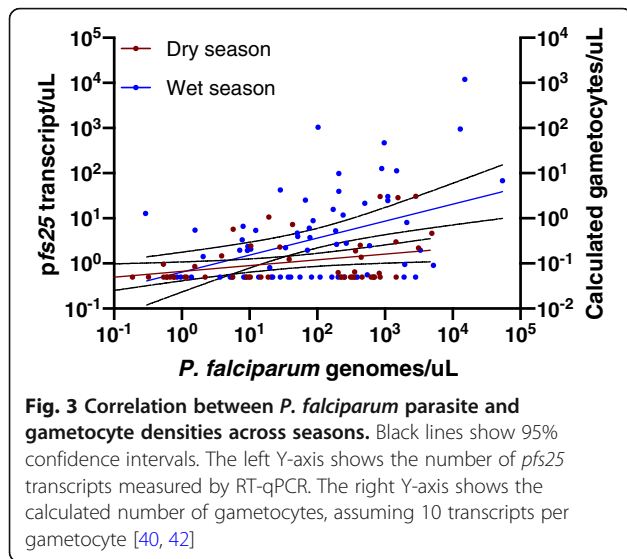 Dry season
Wet season
pfs25 transcript/uL
10^5
10^4
10^3
10^2
10^1
10^0
10^-1
10^4
10^3
10^2
10^1
10^0
10^-1
10^-2
Calculated gametocytes/uL
10^-1 10^0 10^1 10^2 10^3 10^4 10^5
P. falciparum genomes/uL
Fig. 3 Correlation between P. falciparum parasite and
gametocyte densities across seasons. Black lines show 95%
confidence intervals. The left Y-axis shows the number of pfs25
transcripts measured by RT-qPCR. The right Y-axis shows the
calculated number of gametocytes, assuming 10 transcripts per
gametocyte [40, 42]